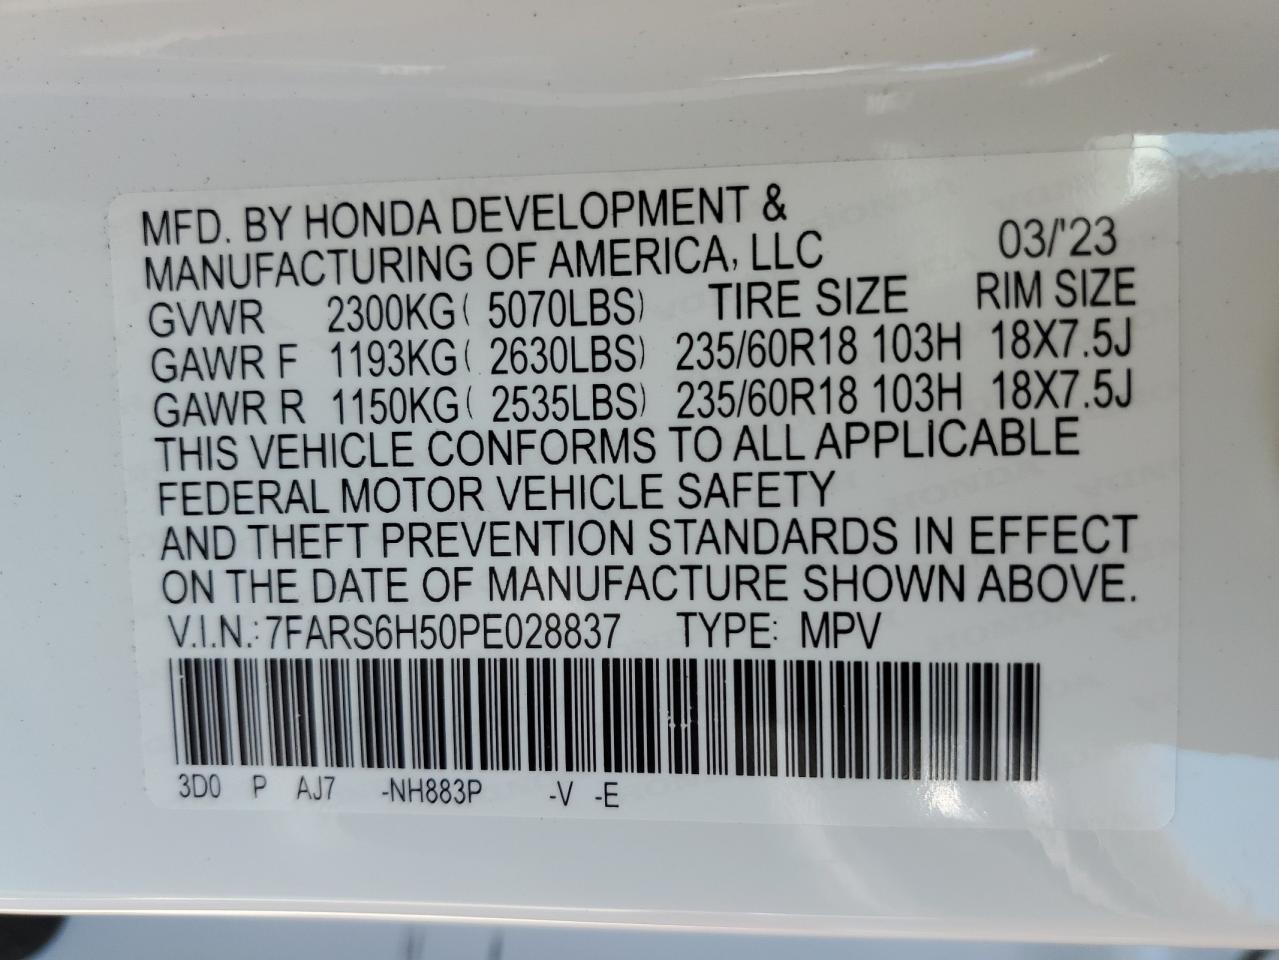 MFD. BY HONDA DEVELOPMENT &
MANUFACTURING OF AMERICA, LLC 03/'23
GVWR 2300KG( 5070LBS) TIRE SIZE RIM SIZE
GAWR F 1193KG( 2630LBS) 235/60R18 103H 18X7.5J
GAWR R 1150KG( 2535LBS) 235/60R18 103H 18X7.5J
THIS VEHICLE CONFORMS TO ALL APPLICABLE
FEDERAL MOTOR VEHICLE SAFETY
AND THEFT PREVENTION STANDARDS IN EFFECT
ON THE DATE OF MANUFACTURE SHOWN ABOVE.
V.I.N.: 7FARS6H50PE028837 TYPE: MPV
3D0 P AJ7 -NH883P -V -E